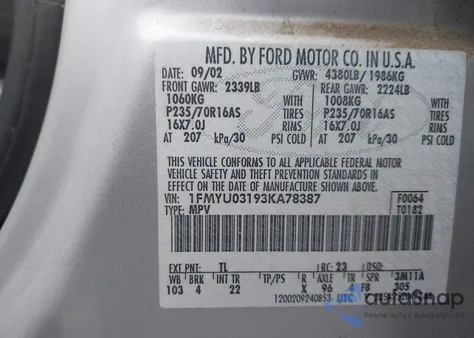 MFD. BY FORD MOTOR CO. IN U.S.A.
DATE: 09/02 GVWR: 4380LB/ 1986KG
FRONT GAWR: 2339LB REAR GAWR: 2224LB
1060KG WITH 1008KG WITH
P235/70R16AS TIRES P235/70R16AS TIRES
16X7.0J RIMS 16X7.0J RIMS
AT 207 kPa/30 PSI COLD AT 207 kPa/30 PSI COLD
THIS VEHICLE CONFORMS TO ALL APPLICABLE FEDERAL MOTOR
VEHICLE SAFETY AND THEFT PREVENTION STANDARDS IN EFFECT ON
THE DATE OF MANUFACTURE SHOWN ABOVE.
VIN: 1FMYU03193KA78387 F0064
TYPE: MPV T0182
EXT PNT: TL RC: 23 DSO:
WB BRK INT TR TP/PS R AXLE TR SPR 3M11A
103 4 22 X 96 4 FB 305
1200209240853 UTC
autaSnap